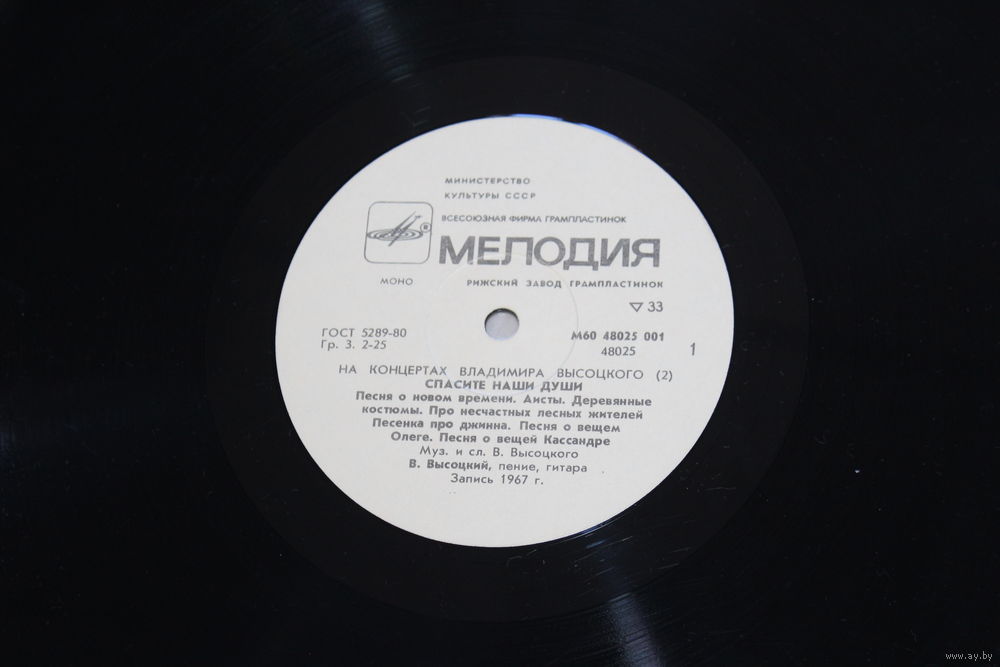 МИНИСТЕРСТВО
КУЛЬТУРЫ СССР
ВСЕСОЮЗНАЯ ФИРМА ГРАМПЛАСТИНОК
®
МЕЛОДИЯ
МОНО
РИЖСКИЙ ЗАВОД ГРАМПЛАСТИНОК
▽ 33
ГОСТ 5289-80
М60 48025 001
Гр. 3. 2-25
48025
1
НА КОНЦЕРТАХ ВЛАДИМИРА ВЫСОЦКОГО (2)
СПАСИТЕ НАШИ ДУШИ
Песня о новом времени. Аисты. Деревянные
костюмы. Про несчастных лесных жителей
Песенка про джинна. Песня о вещем
Олеге. Песня о вещей Кассандре
Муз. и сл. В. Высоцкого
В. Высоцкий, пение, гитара
Запись 1967 г.
www.ay.by